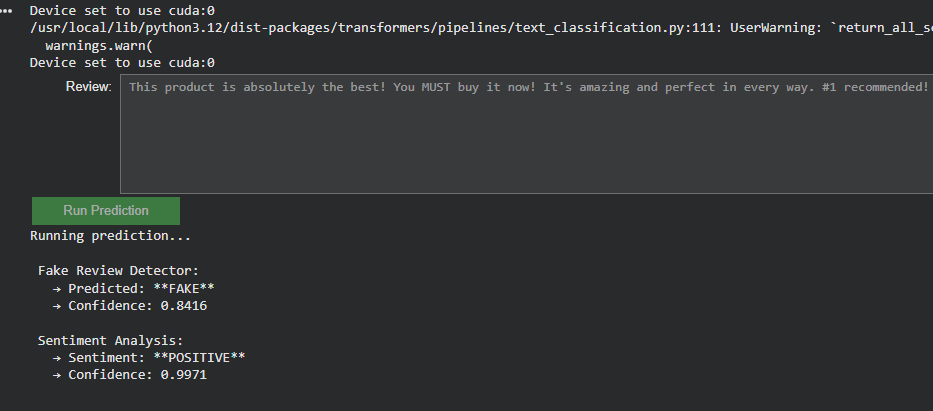 Device set to use cuda:0
/usr/local/lib/python3.12/dist-packages/transformers/pipelines/text_classification.py:111: UserWarning: `return_all_s
warnings.warn(
Device set to use cuda:0
Review: This product is absolutely the best! You MUST buy it now! It's amazing and perfect in every way. #1 recommended!
Run Prediction
Running prediction...
Fake Review Detector:
→ Predicted: **FAKE**
→ Confidence: 0.8416
Sentiment Analysis:
→ Sentiment: **POSITIVE**
→ Confidence: 0.9971